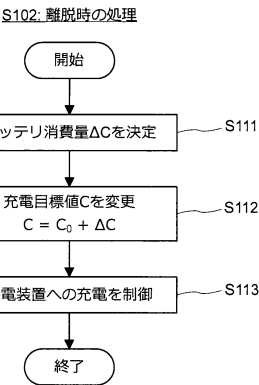 S102: 離脱時の処理
開始
ッテリ消費量ΔCを決定
S111
充電目標値Cを変更
C = C₀ + ΔC
S112
電装置への充電を制御
S113
終了